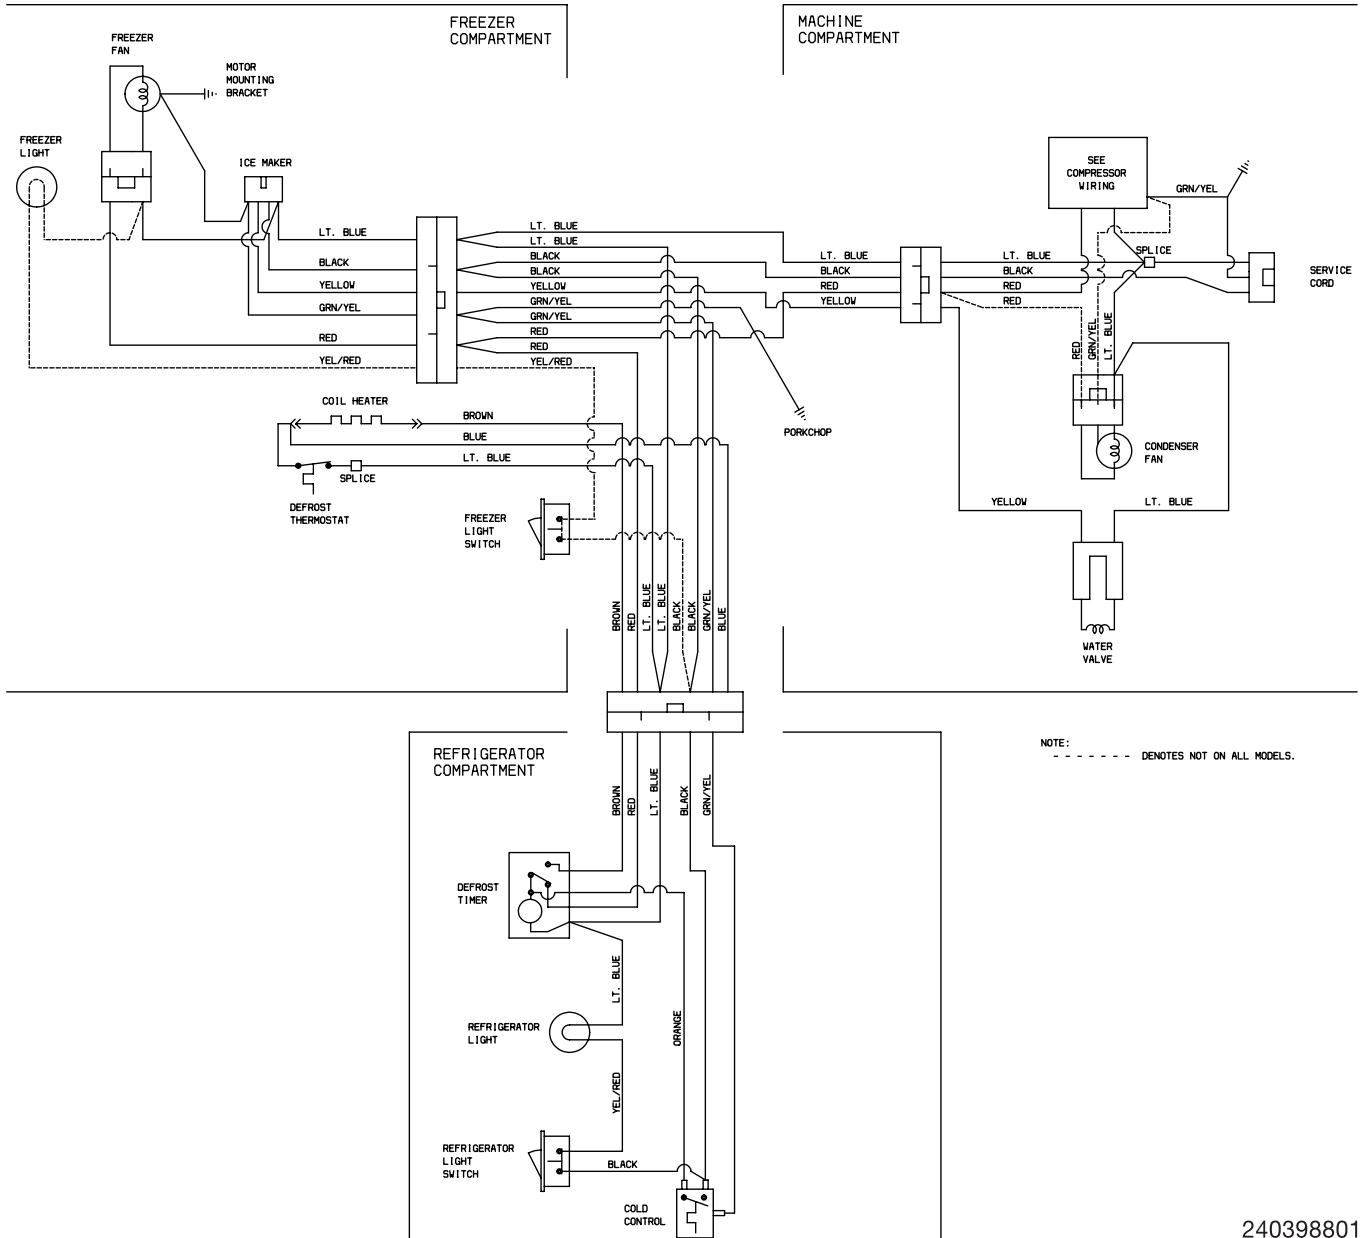 FREEZER
COMPARTMENT
MACHINE
COMPARTMENT
FREEZER
FAN
MOTOR
MOUNTING
BRACKET
FREEZER
LIGHT
ICE MAKER
SEE
COMPRESSOR
WIRING
GRN/YEL
LT. BLUE
BLACK
YELLOW
GRN/YEL
RED
YEL/RED
LT. BLUE
LT. BLUE
BLACK
BLACK
YELLOW
GRN/YEL
GRN/YEL
RED
RED
YEL/RED
LT. BLUE
BLACK
RED
YELLOW
LT. BLUE
BLACK
RED
RED
SPLICE
SERVICE
CORD
RED
GRN/YEL
LT. BLUE
COIL HEATER
BROWN
BLUE
LT. BLUE
SPLICE
DEFROST
THERMOSTAT
PORKCHOP
CONDENSER
FAN
FREEZER
LIGHT
SWITCH
YELLOW
LT. BLUE
BROWN
RED
LT. BLUE
LT. BLUE
BLACK
BLACK
GRN/YEL
BLUE
WATER
VALVE
REFRIGERATOR
COMPARTMENT
NOTE:
- - - - - - - DENOTES NOT ON ALL MODELS.
BROWN
RED
LT. BLUE
BLACK
GRN/YEL
DEFROST
TIMER
LT. BLUE
REFRIGERATOR
LIGHT
ORANGE
YEL/RED
REFRIGERATOR
LIGHT
SWITCH
BLACK
COLD
CONTROL
240398801